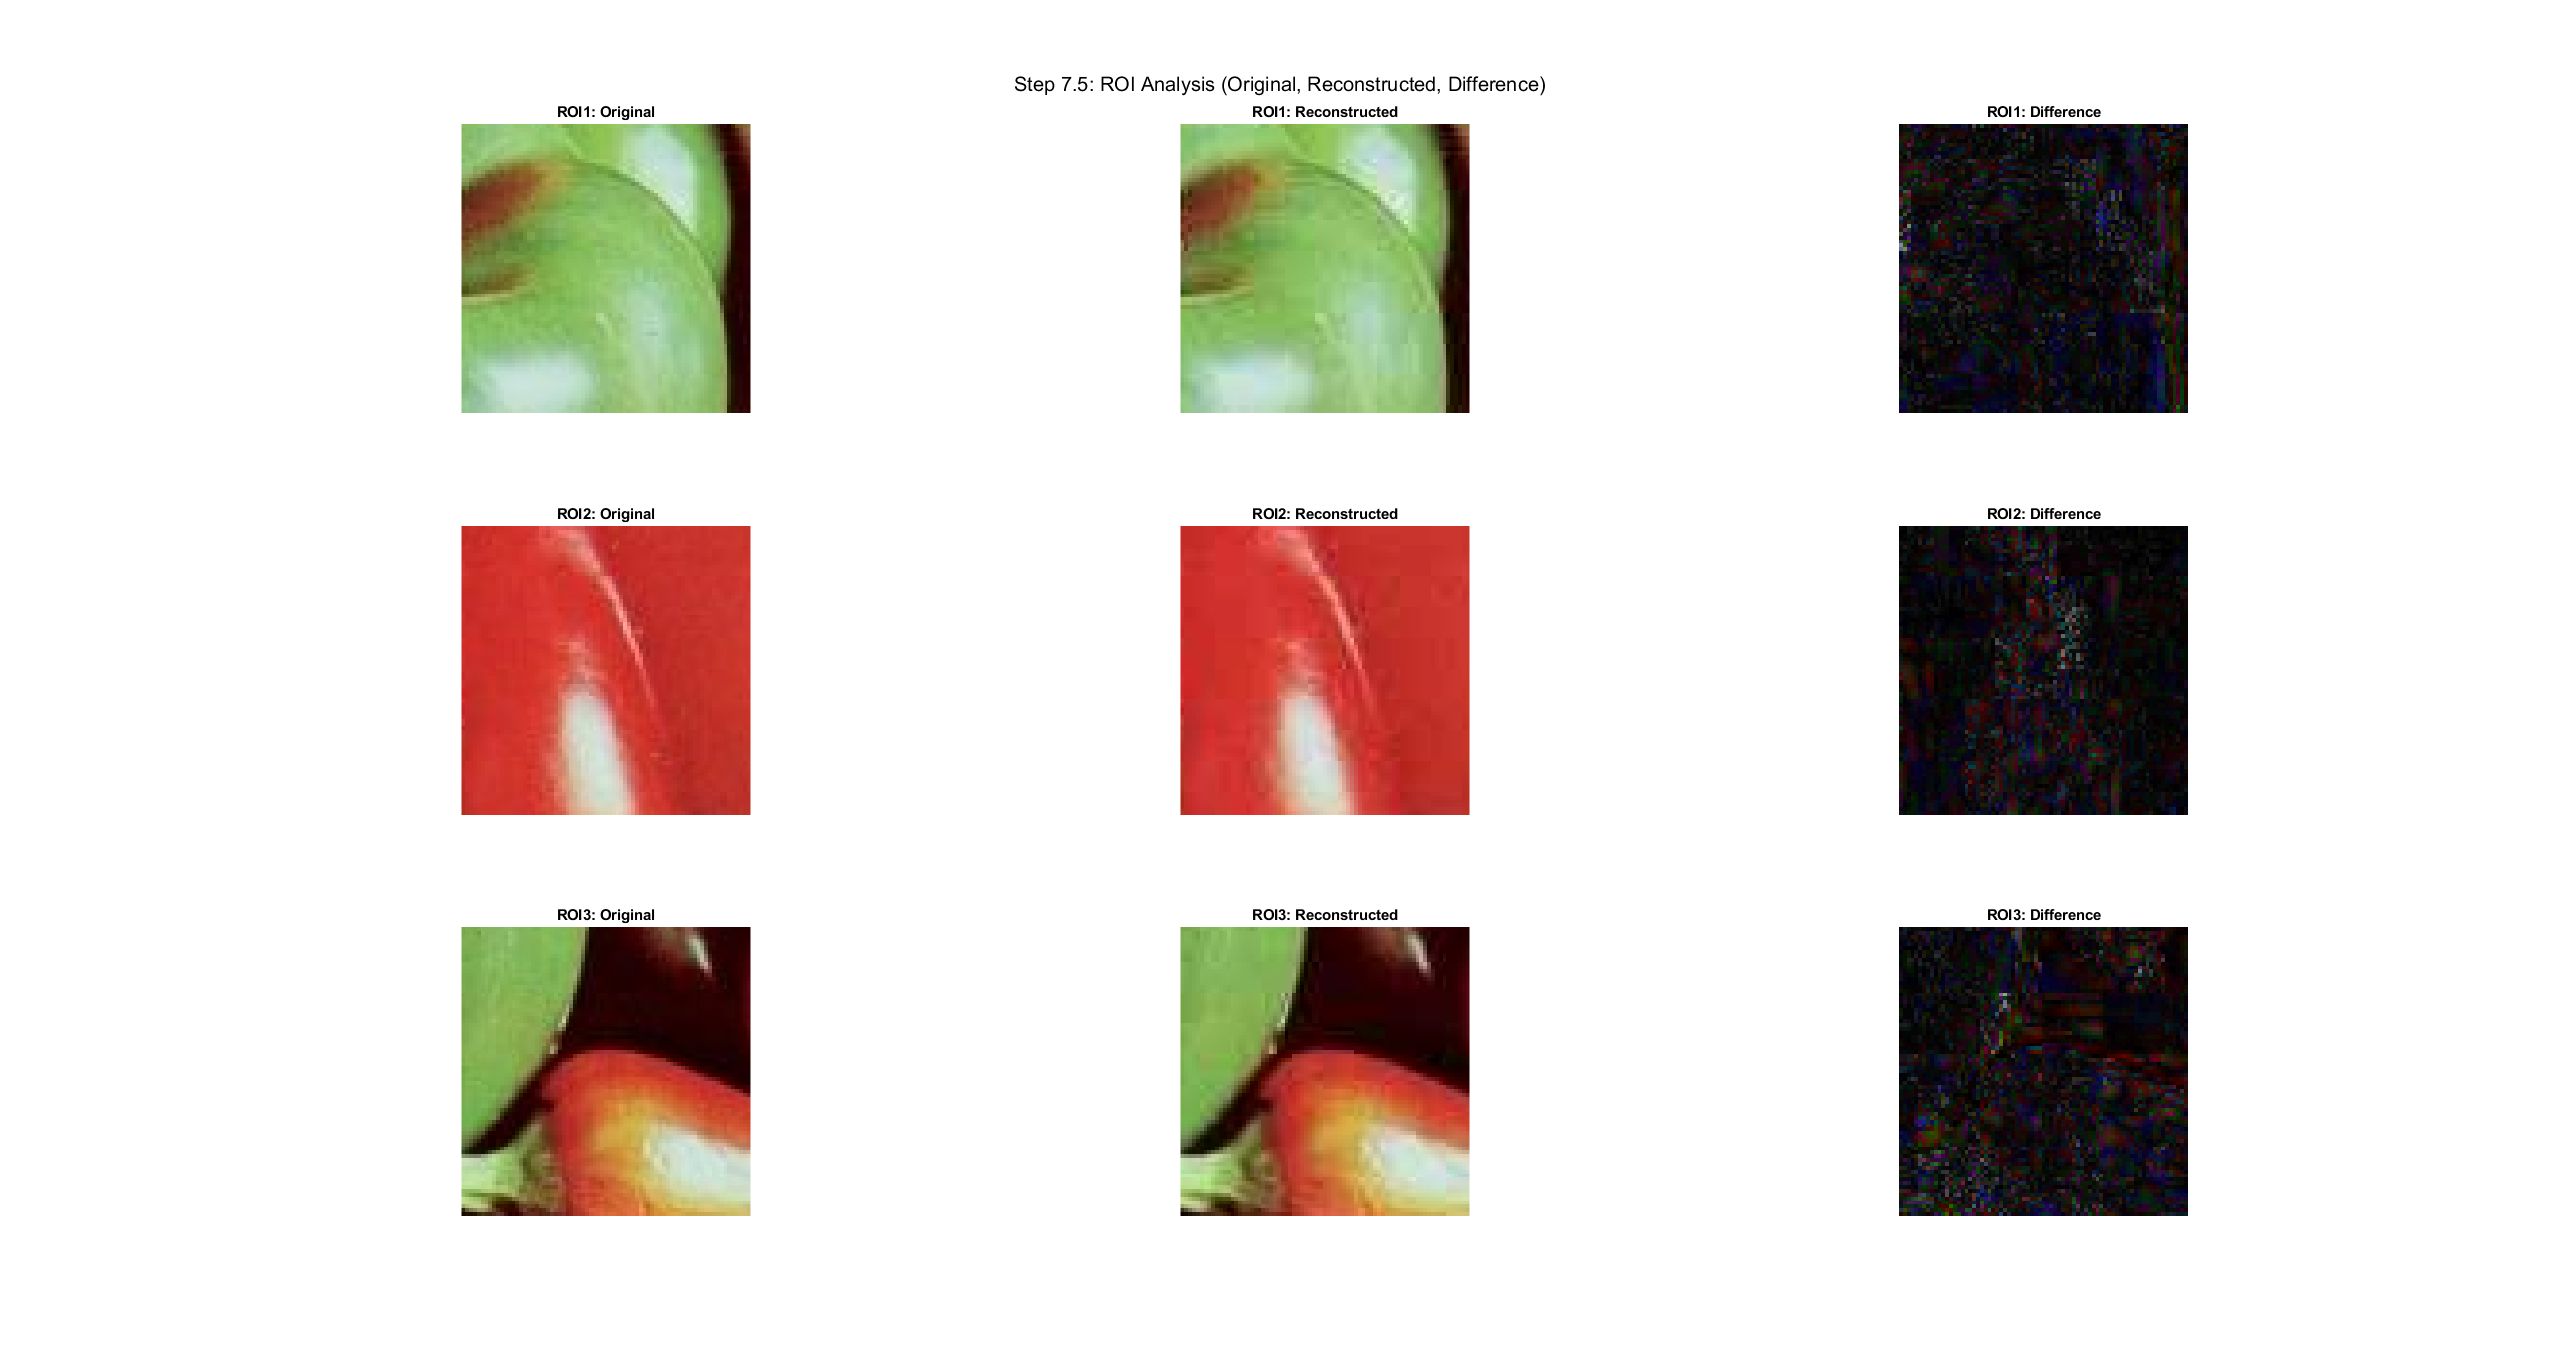 Step 7.5: ROI Analysis (Original, Reconstructed, Difference)
ROI1: Original
ROI1: Reconstructed
ROI1: Difference
ROI2: Original
ROI2: Reconstructed
ROI2: Difference
ROI3: Original
ROI3: Reconstructed
ROI3: Difference